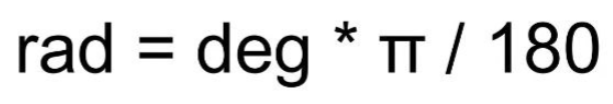 rad = deg * π / 180